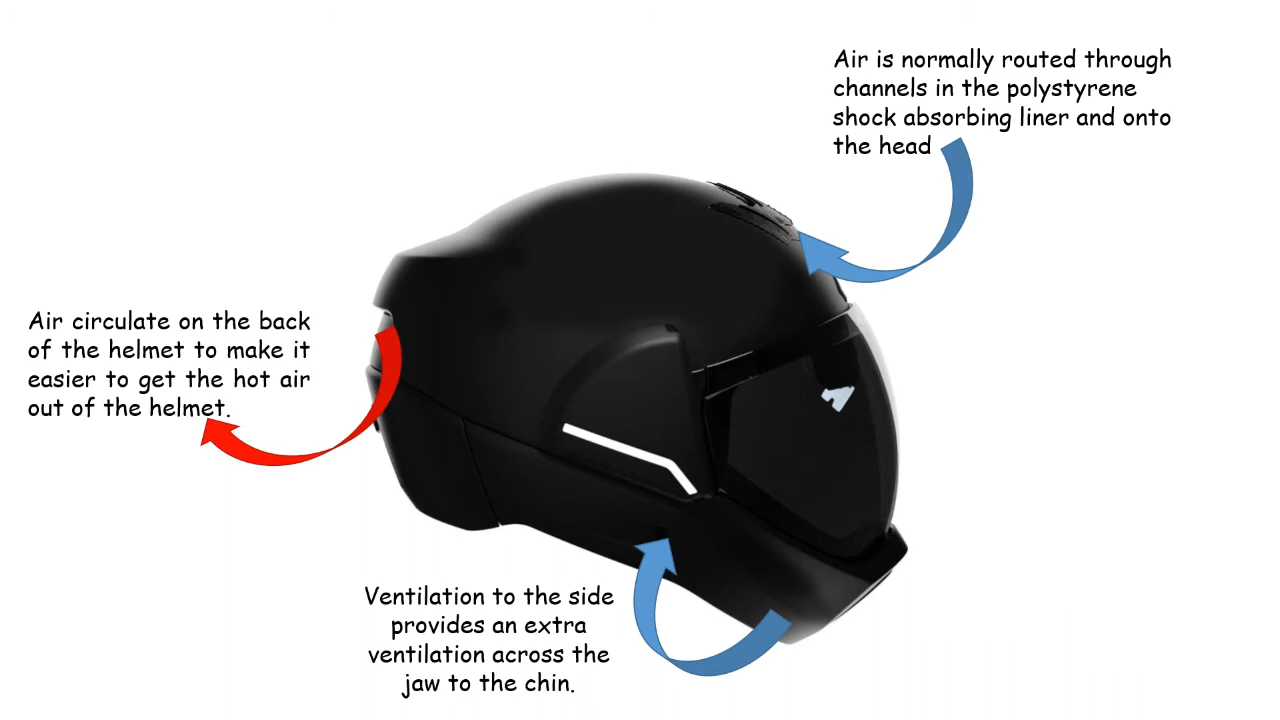 Air is normally routed through
channels in the polystyrene
shock absorbing liner and onto
the head
Air circulate on the back
of the helmet to make it
easier to get the hot air
out of the helmet.
Ventilation to the side
provides an extra
ventilation across the
jaw to the chin.